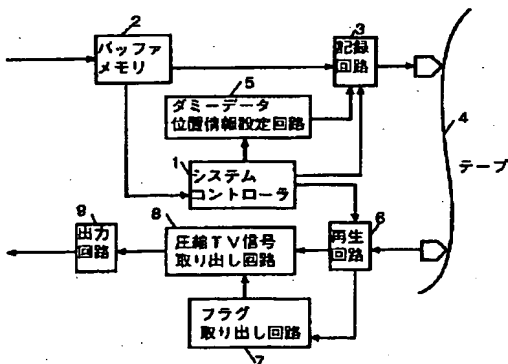 2
バッファ
メモリ
3
記録
回路
5
ダミーデータ
位置情報設定回路
4
テープ
1
システム
コントローラ
9
出力
回路
8
圧縮TV信号
取り出し回路
6
再生
回路
フラグ
取り出し回路
7